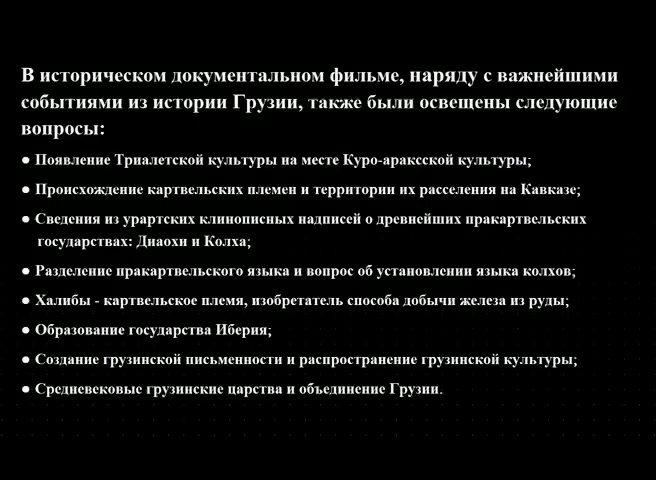 В историческом документальном фильме, наряду с важнейшими
событиями из истории Грузии, также были освещены следующие
вопросы:
● Появление Триалетской культуры на месте Куро-араксской культуры;
● Происхождение картвельских племен и территории их расселения на Кавказе;
● Сведения из урартских клинописных надписей о древнейших пракартвельских
государствах: Диаохи и Колха;
● Разделение пракартвельского языка и вопрос об установлении языка колхов;
● Халибы - картвельское племя, изобретатель способа добычи железа из руды;
● Образование государства Иберия;
● Создание грузинской письменности и распространение грузинской культуры;
● Средневековые грузинские царства и объединение Грузии.